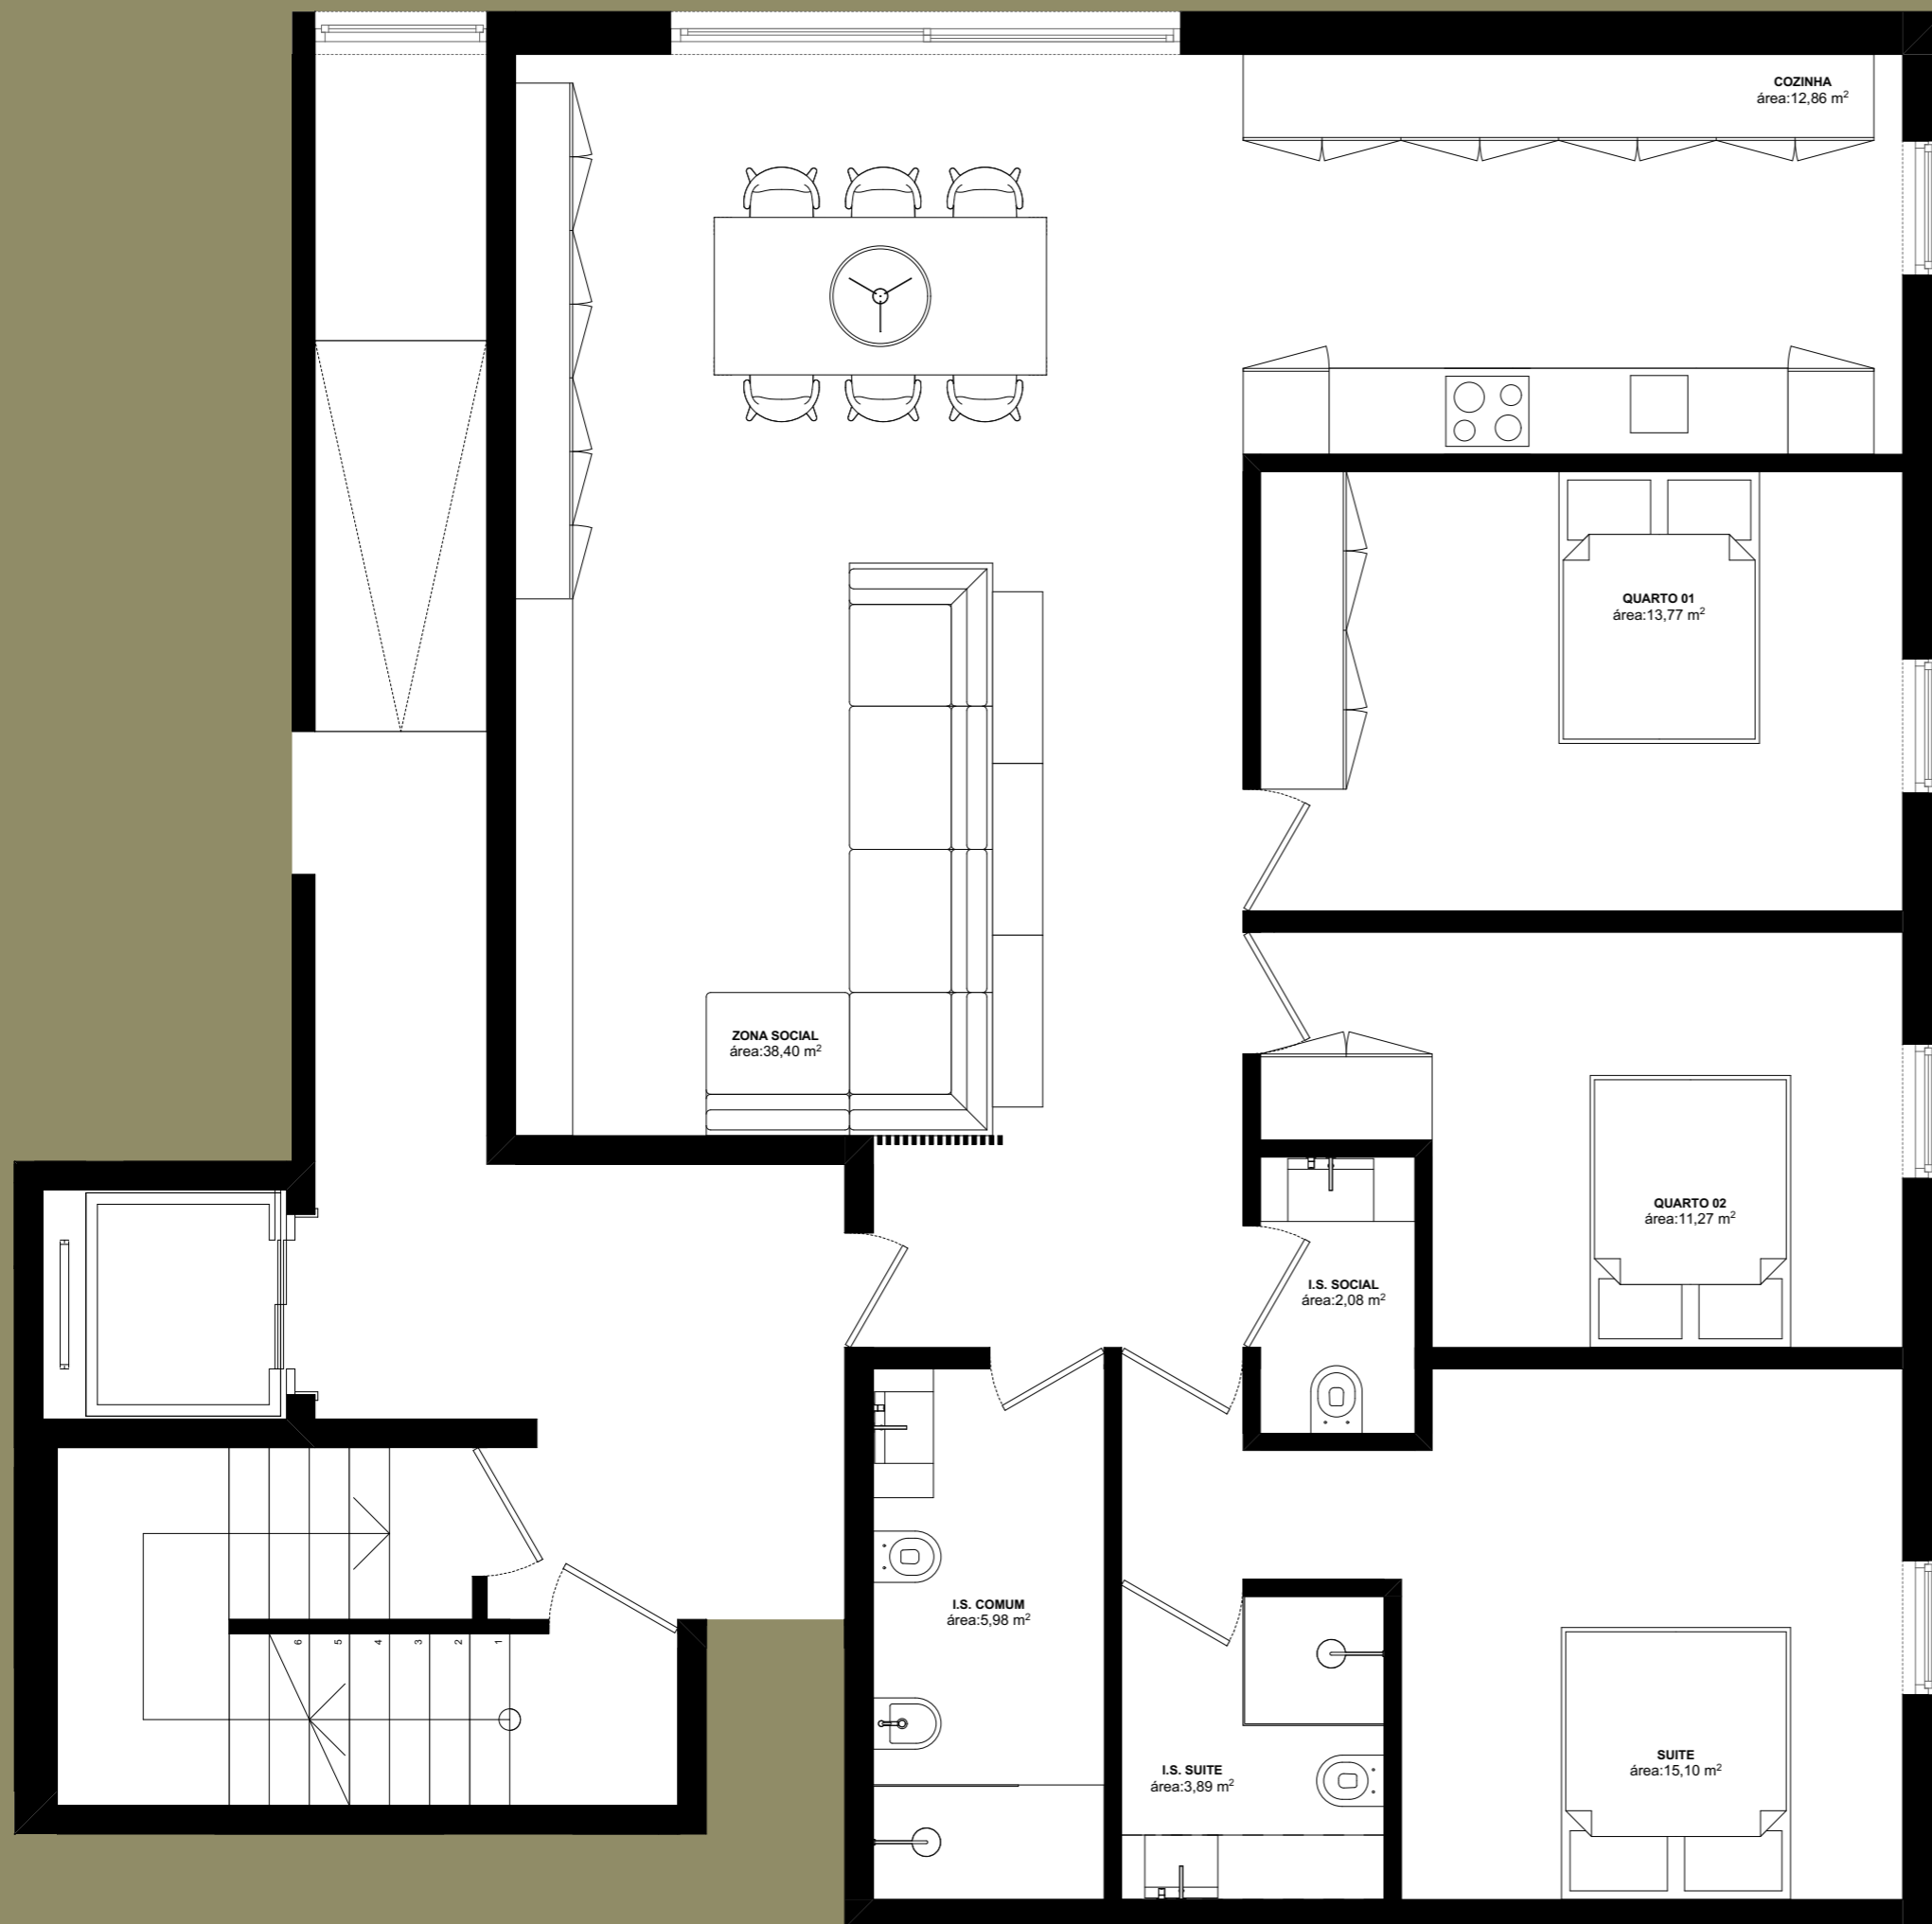 COZINHA
área:12,86 m²
QUARTO 01
área:13,77 m²
ZONA SOCIAL
área:38,40 m²
QUARTO 02
área:11,27 m²
I.S. SOCIAL
área:2,08 m²
I.S. COMUM
área:5,98 m²
6 5 4 3 2 1
I.S. SUITE
área:3,89 m²
SUITE
área:15,10 m²